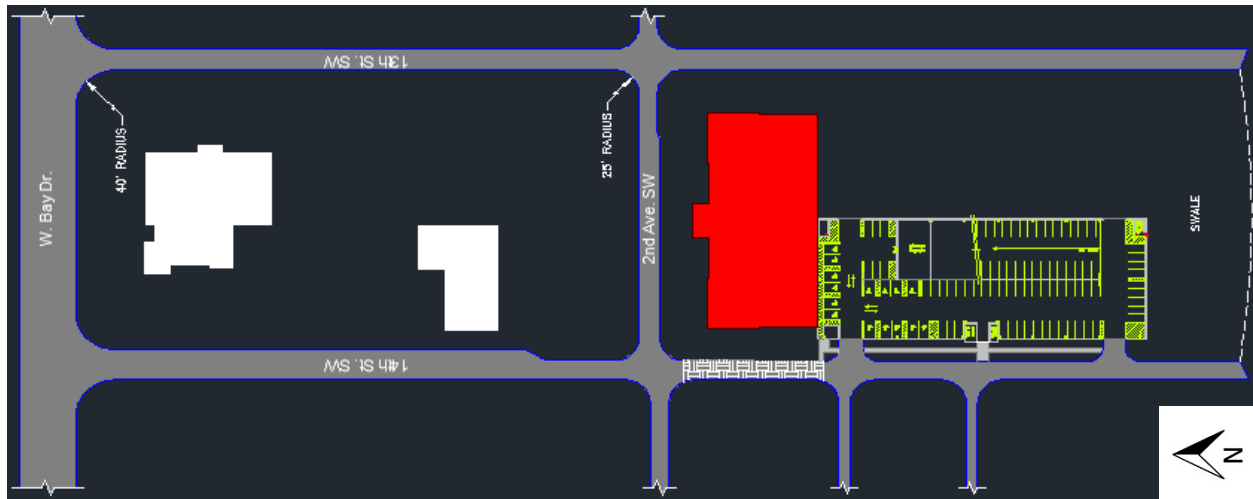 13th St. SW
40' RADIUS
25' RADIUS
W. Bay Dr.
2nd Ave. SW
SWALE
14th St. SW
N